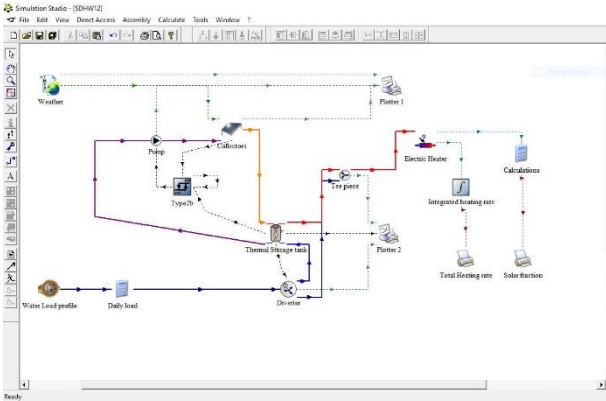 Simulation Studio - [SDHW12]
File Edit View Direct Access Assembly Calculate Tools Window ?
Weather
Plotter 1
Pump
Collectors
Electric Heater
Calculations
Tee piece
Type2b
Integrated heating rate
Thermal Storage tank
Plotter 2
Total Heating rate
Solar fraction
Water Load profile
Daily load
Diverter
Ready